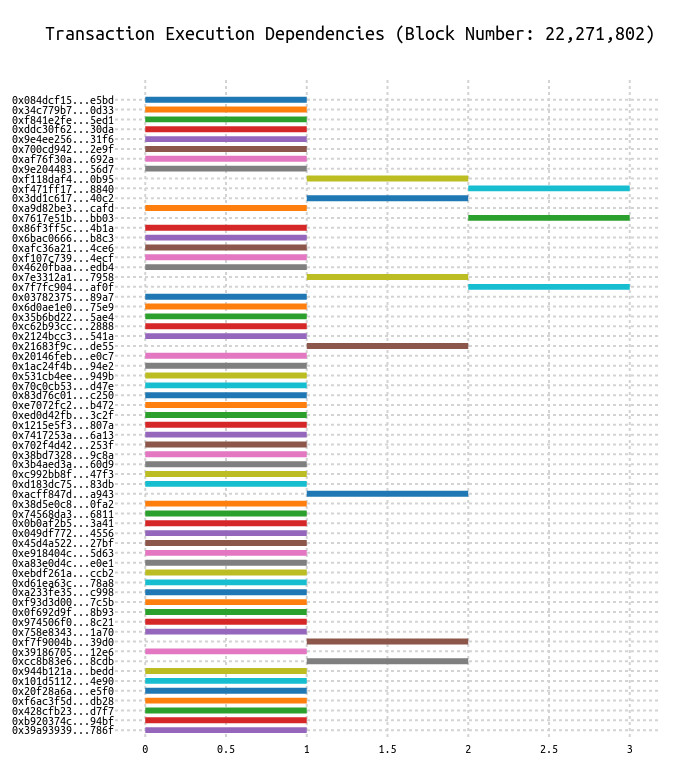 Transaction Execution Dependencies (Block Number: 22,271,802)
0x084dcf15...e5bd
0x34c779b7...0d33
0xf841e2fe...5ed1
0xddc30f62...30da
0x9e4ee256...31f6
0x700cd942...2e9f
0xaf76f30a...692a
0x9e204483...56d7
0xf118daf4...0b95
0xf471ff17...8840
0x3dd1c617...40c2
0xa9d82be3...cafd
0x7617e51b...bb03
0x86f3ff5c...4b1a
0x6bac0666...b8c3
0xafc36a21...4ce6
0xf107c739...4ecf
0x4620fbaa...edb4
0x7e3312a1...7958
0x7f7fc904...af0f
0x03782375...89a7
0x6d0ae1e0...75e9
0x35b6bd22...5ae4
0xc62b93cc...2888
0x2124bcc3...541a
0x21683f9c...de55
0x20146feb...e0c7
0x1ac24f4b...94e2
0x531cb4ee...949b
0x70c0cb53...d47e
0x83d76c01...c250
0xe7072fc2...b472
0xed0d42fb...3c2f
0x1215e5f3...807a
0x7417253a...6a13
0x702f4d42...253f
0x38bd7328...9c8a
0x3b4aed3a...60d9
0xc992bb8f...47f3
0xd183dc75...83db
0xacff847d...a943
0x38d5e0c8...0fa2
0x74568da3...6811
0x0b0af2b5...3a41
0x049df772...4556
0x45d4a522...27bf
0xe918404c...5d63
0xa83e0d4c...e0e1
0xebdf261a...ccb2
0xd61ea63c...78a8
0xa233fe35...c998
0xf93d3d00...7c5b
0x0f692d9f...8b93
0x974506f0...8c21
0x758e8343...1a70
0xf7f9004b...39d0
0x39186705...12e6
0xcc8b83e6...8cdb
0x944b121a...bedd
0x101d5112...4e90
0x20f28a6a...e5f0
0xf6ac3f5d...db28
0x428cfb23...d7f7
0xb920374c...94bf
0x39a93939...786f
0 0.5 1 1.5 2 2.5 3